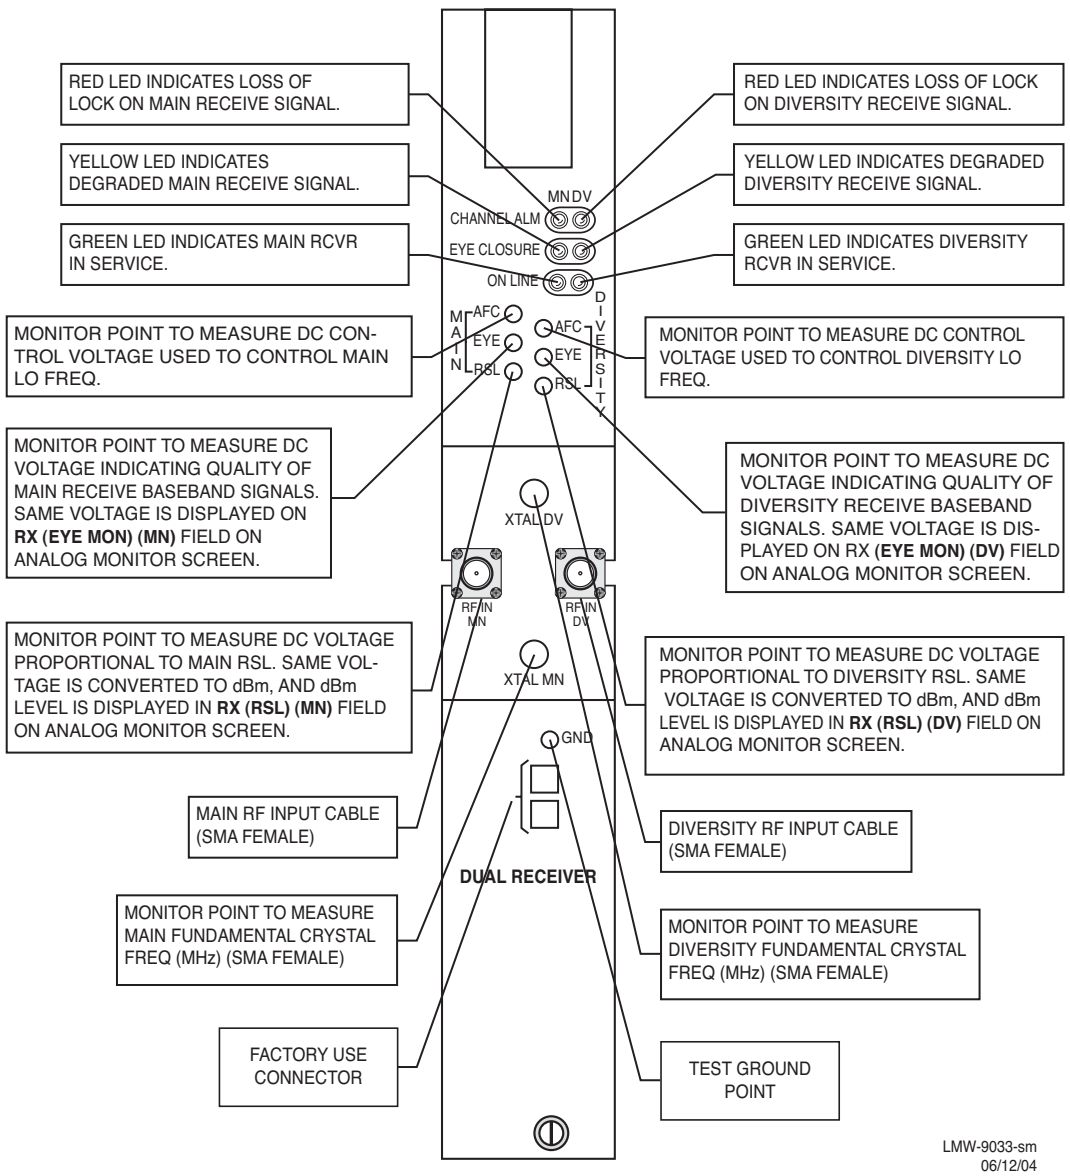 RED LED INDICATES LOSS OF
LOCK ON MAIN RECEIVE SIGNAL.
YELLOW LED INDICATES
DEGRADED MAIN RECEIVE SIGNAL.
GREEN LED INDICATES MAIN RCVR
IN SERVICE.
MONITOR POINT TO MEASURE DC CON-
TROL VOLTAGE USED TO CONTROL MAIN
LO FREQ.
MONITOR POINT TO MEASURE DC
VOLTAGE INDICATING QUALITY OF
MAIN RECEIVE BASEBAND SIGNALS.
SAME VOLTAGE IS DISPLAYED ON
RX (EYE MON) (MN) FIELD ON
ANALOG MONITOR SCREEN.
MONITOR POINT TO MEASURE DC VOLTAGE
PROPORTIONAL TO MAIN RSL. SAME VOL-
TAGE IS CONVERTED TO dBm, AND dBm
LEVEL IS DISPLAYED IN RX (RSL) (MN) FIELD
ON ANALOG MONITOR SCREEN.
MAIN RF INPUT CABLE
(SMA FEMALE)
MONITOR POINT TO MEASURE
MAIN FUNDAMENTAL CRYSTAL
FREQ (MHz) (SMA FEMALE)
FACTORY USE
CONNECTOR
MN DV
CHANNEL ALM
EYE CLOSURE
ON LINE
MAIN
AFC
EYE
RSL
DIVERSITY
AFC
EYE
RSL
XTAL DV
RF IN
MN
RF IN
DV
XTAL MN
GND
DUAL RECEIVER
RED LED INDICATES LOSS OF LOCK
ON DIVERSITY RECEIVE SIGNAL.
YELLOW LED INDICATES DEGRADED
DIVERSITY RECEIVE SIGNAL.
GREEN LED INDICATES DIVERSITY
RCVR IN SERVICE.
MONITOR POINT TO MEASURE DC CONTROL
VOLTAGE USED TO CONTROL DIVERSITY LO
FREQ.
MONITOR POINT TO MEASURE DC
VOLTAGE INDICATING QUALITY OF
DIVERSITY RECEIVE BASEBAND
SIGNALS. SAME VOLTAGE IS DIS-
PLAYED ON RX (EYE MON) (DV) FIELD
ON ANALOG MONITOR SCREEN.
MONITOR POINT TO MEASURE DC VOLTAGE
PROPORTIONAL TO DIVERSITY RSL. SAME
VOLTAGE IS CONVERTED TO dBm, AND dBm
LEVEL IS DISPLAYED IN RX (RSL) (DV) FIELD ON
ANALOG MONITOR SCREEN.
DIVERSITY RF INPUT CABLE
(SMA FEMALE)
MONITOR POINT TO MEASURE
DIVERSITY FUNDAMENTAL CRYSTAL
FREQ (MHz) (SMA FEMALE)
TEST GROUND
POINT
LMW-9033-sm
06/12/04